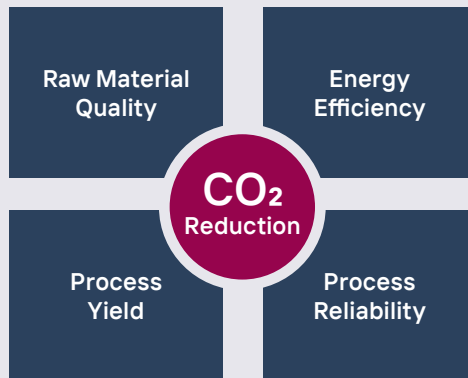 Raw Material
Quality
Energy
Efficiency
CO₂
Reduction
Process
Yield
Process
Reliability